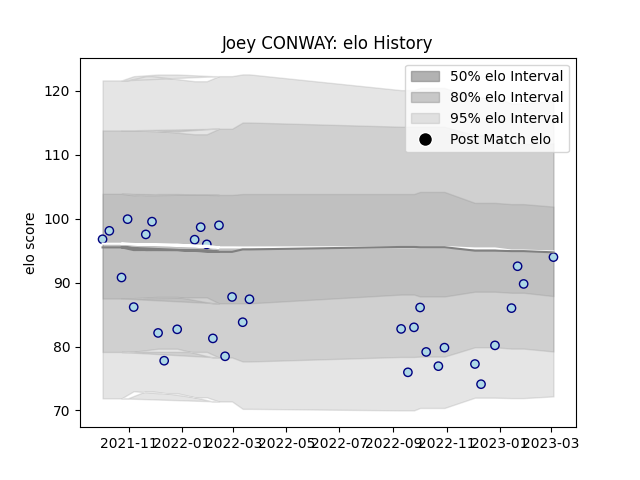 Joey CONWAY: elo History
50% elo Interval
80% elo Interval
95% elo Interval
Post Match elo
elo score
120
110
100
90
80
70
2021-11 2022-01 2022-03 2022-05 2022-07 2022-09 2022-11 2023-01 2023-03